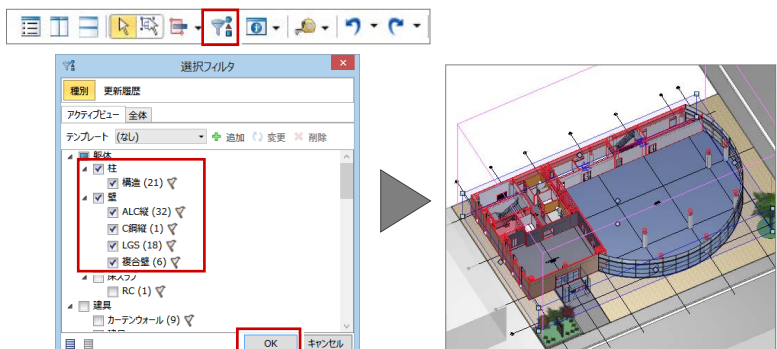 選択フィルタ
種別 更新履歴
アクティブビュー 全体
テンプレート (なし) 追加 変更 削除
躯体
柱
構造 (21)
壁
ALC縦 (32)
C鋼縦 (1)
LGS (18)
複合壁 (6)
床スラブ
RC (1)
建具
カーテンウォール (9)
OK キャンセル